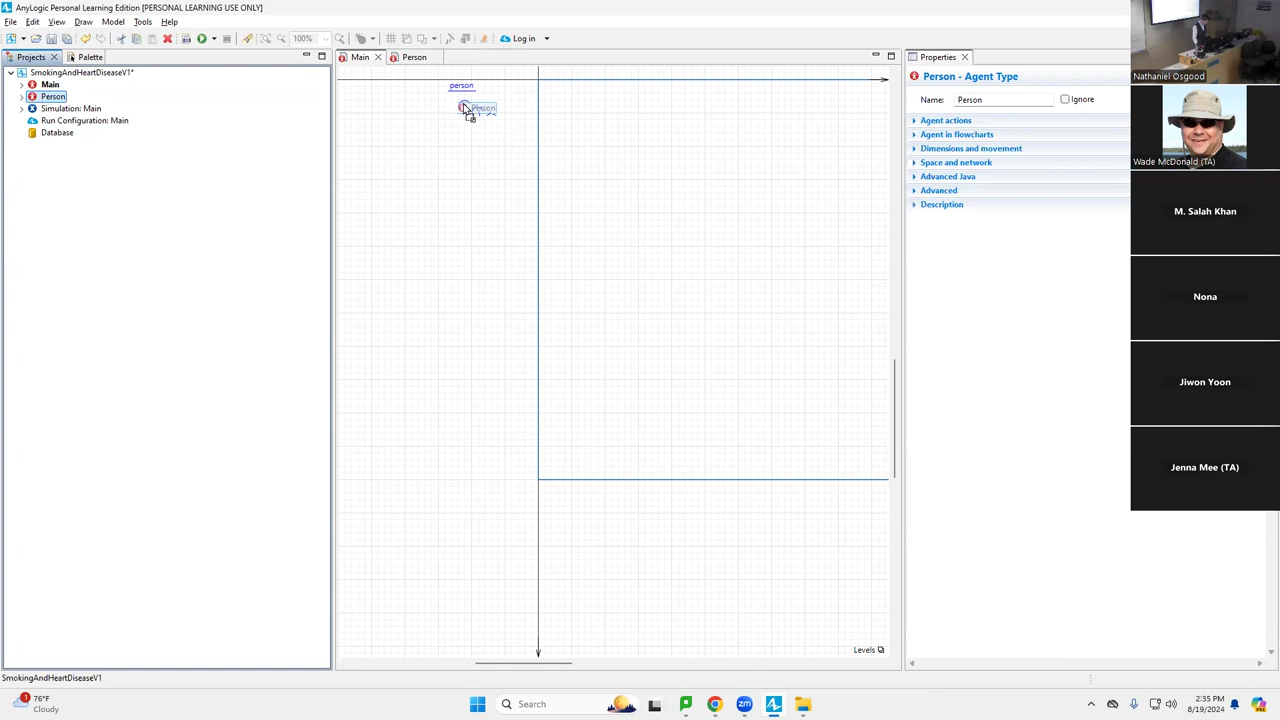 AnyLogic Personal Learning Edition [PERSONAL LEARNING USE ONLY]
File Edit View Draw Model Tools Help
100% Log in
Projects Palette
SmokingAndHeartDiseaseV1*
Main
Person
Simulation: Main
Run Configuration: Main
Database
Main Person
person
Person
Levels
Properties
Person - Agent Type
Name: Person Ignore
Agent actions
Agent in flowcharts
Dimensions and movement
Space and network
Advanced Java
Advanced
Description
Nathaniel Osgood
Wade McDonald (TA)
M. Salah Khan
Nona
Jiwon Yoon
Jenna Mee (TA)
SmokingAndHeartDiseaseV1
1
76°F
Cloudy
Search
2:35 PM
8/19/2024